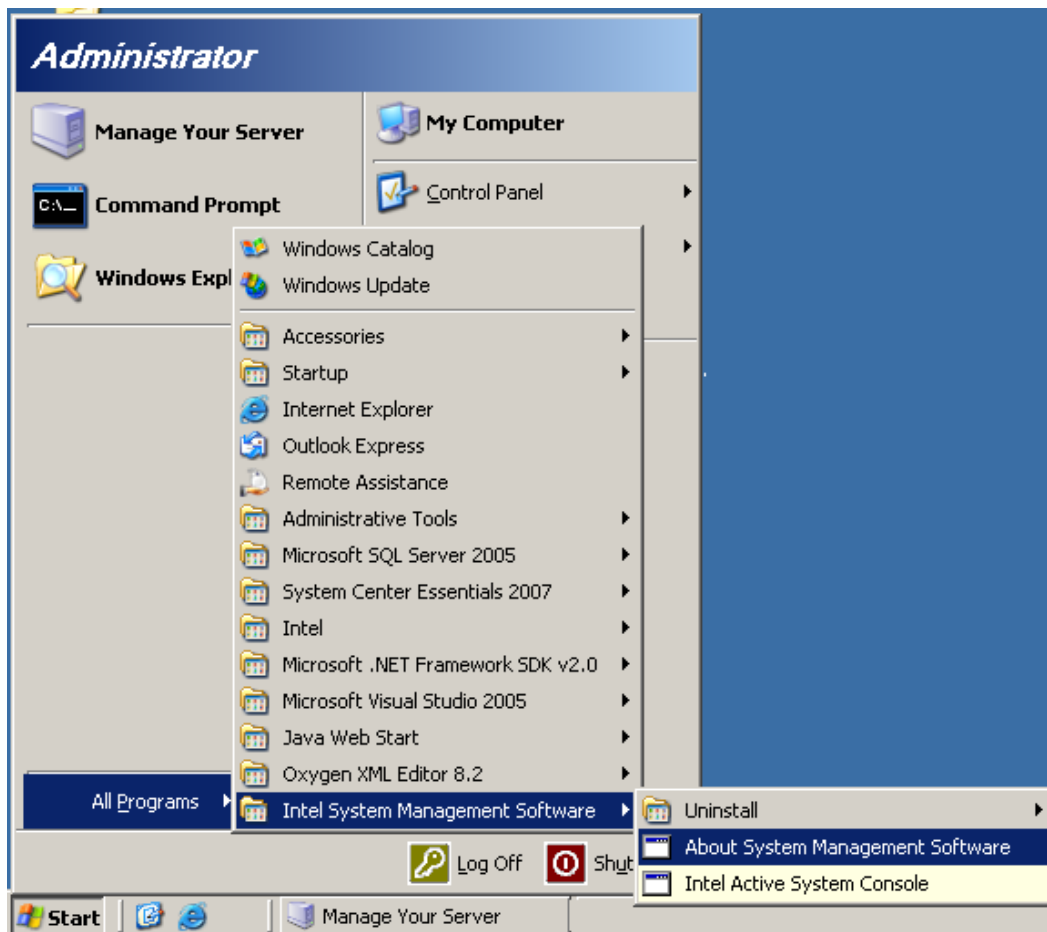 Administrator
Manage Your Server
My Computer
Command Prompt
Control Panel
Windows Expl
Windows Catalog
Windows Update
Accessories
Startup
Internet Explorer
Outlook Express
Remote Assistance
Administrative Tools
Microsoft SQL Server 2005
System Center Essentials 2007
Intel
Microsoft .NET Framework SDK v2.0
Microsoft Visual Studio 2005
Java Web Start
Oxygen XML Editor 8.2
All Programs
Intel System Management Software
Uninstall
About System Management Software
Intel Active System Console
Log Off
Shut
Start
Manage Your Server